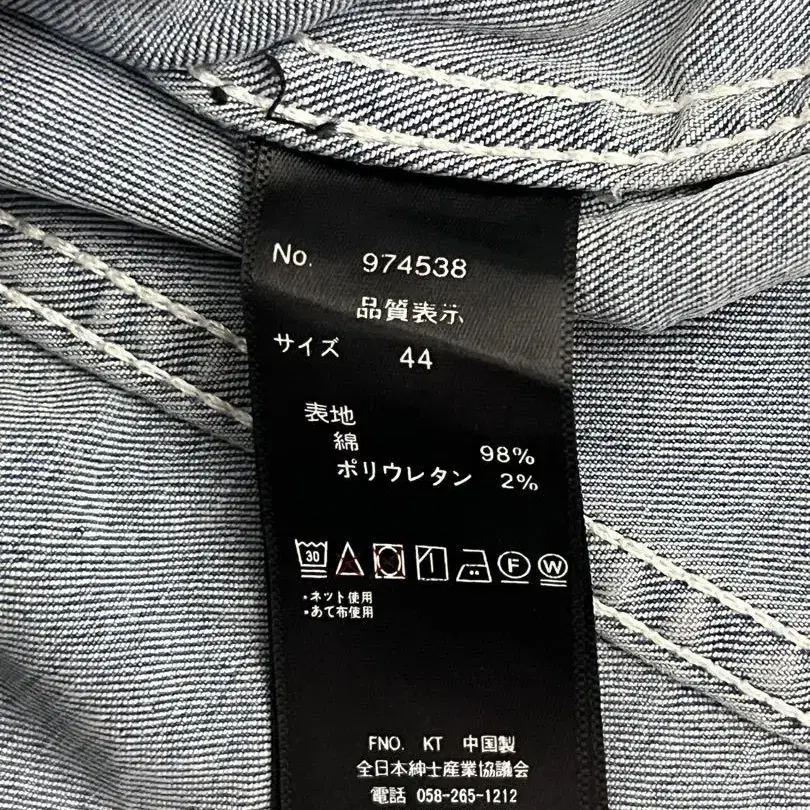 No. 974538
品質表示
サイズ 44
表地
綿 98%
ポリウレタン 2%
30 F W
・ネット使用
・あて布使用
FNO. KT 中国製
全日本紳士産業協議会
電話 058-265-1212